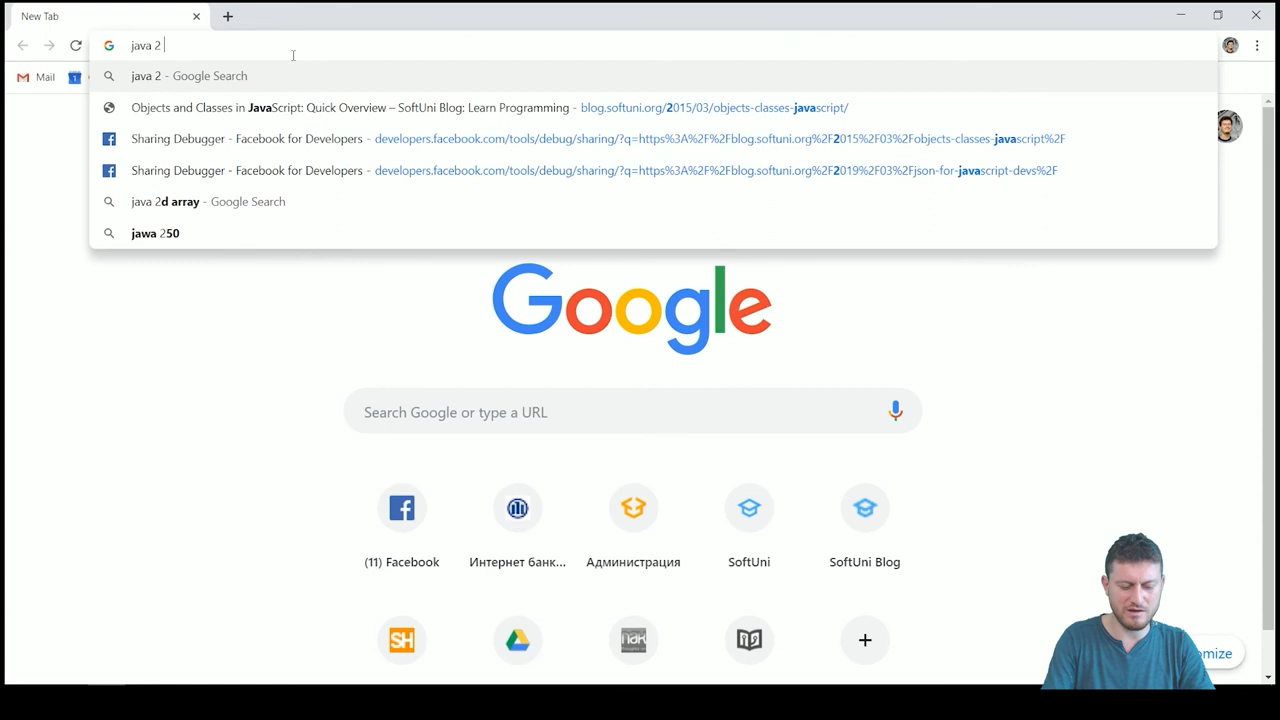 New Tab
java 2
Mail
java 2 - Google Search
Objects and Classes in JavaScript: Quick Overview – SoftUni Blog: Learn Programming - blog.softuni.org/2015/03/objects-classes-javascript/
Sharing Debugger - Facebook for Developers - developers.facebook.com/tools/debug/sharing/?q=https%3A%2F%2Fblog.softuni.org%2F2015%2F03%2Fobjects-classes-javascript%2F
Sharing Debugger - Facebook for Developers - developers.facebook.com/tools/debug/sharing/?q=https%3A%2F%2Fblog.softuni.org%2F2019%2F03%2Fjson-for-javascript-devs%2F
java 2d array - Google Search
jawa 250
Google
Search Google or type a URL
(11) Facebook
Интернет банк...
Администрация
SoftUni
SoftUni Blog
SH
nak
omize